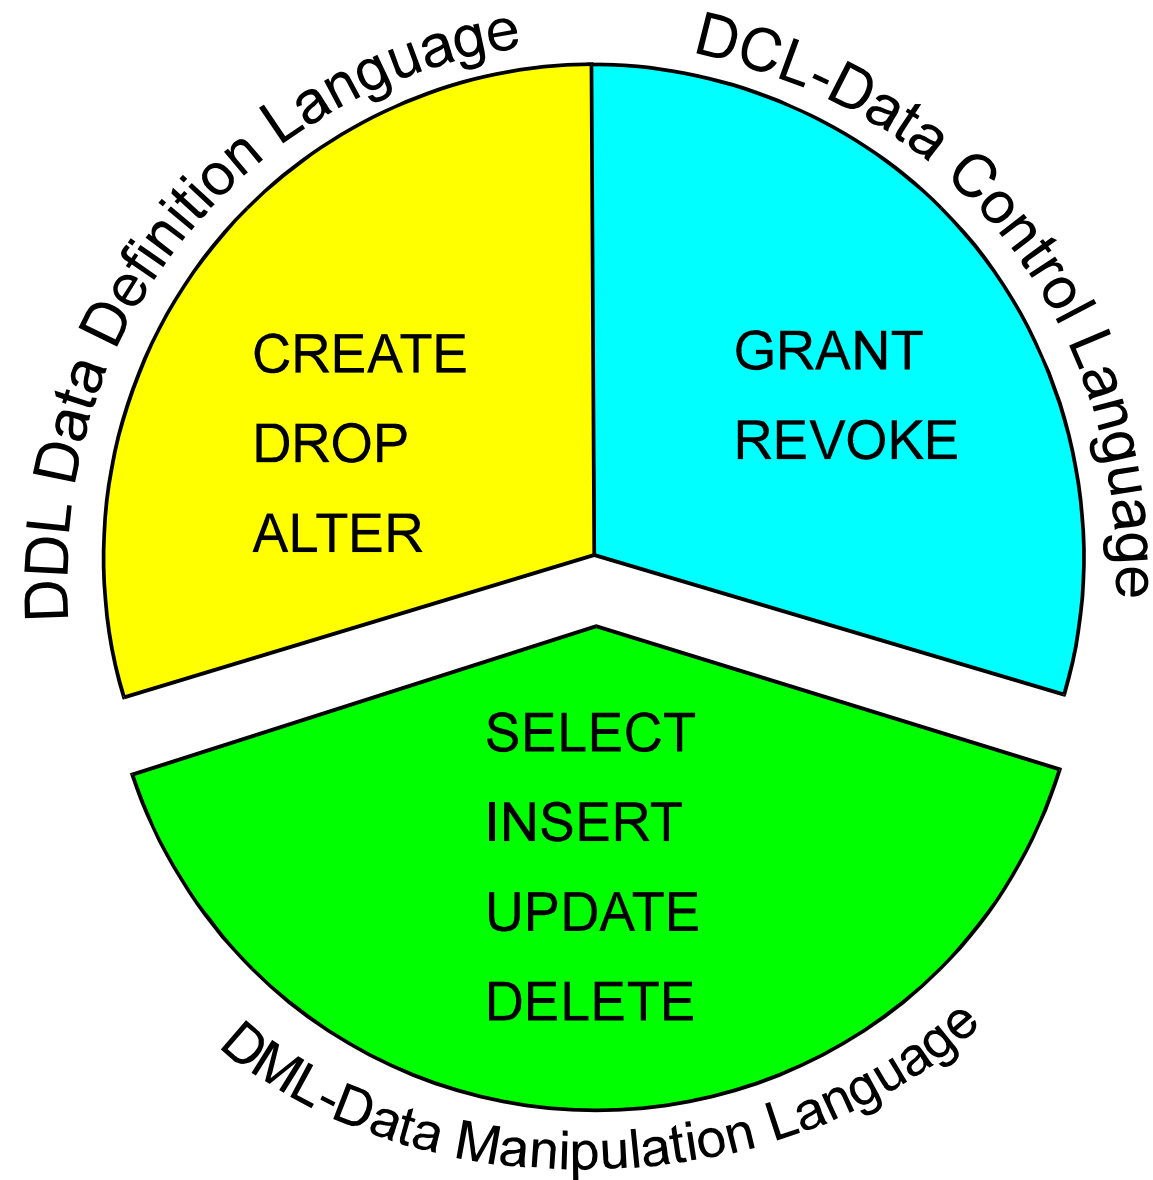 DDL Data Definition Language
CREATE
DROP
ALTER
DCL-Data Control Language
GRANT
REVOKE
SELECT
INSERT
UPDATE
DELETE
DML-Data Manipulation Language